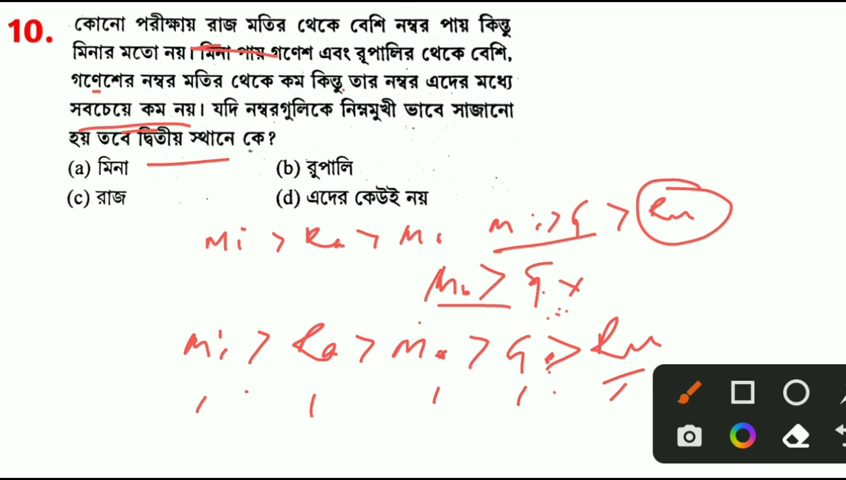 10. কোনো পরীক্ষায় রাজ মতির থেকে বেশি নম্বর পায় কিন্তু
মিনার মতো নয়। মিনা পায় গণেশ এবং রুপালির থেকে বেশি,
গণেশের নম্বর মতির থেকে কম কিন্তু তার নম্বর এদের মধ্যে
সবচেয়ে কম নয়। যদি নম্বরগুলিকে নিম্নমুখী ভাবে সাজানো
হয় তবে দ্বিতীয় স্থানে কে?
(a) মিনা (b) রুপালি
(c) রাজ (d) এদের কেউই নয়
Mi > Ra > Mo Mi > G > Ru
Mo > G
Mi > Ra > Mo > G > Ru